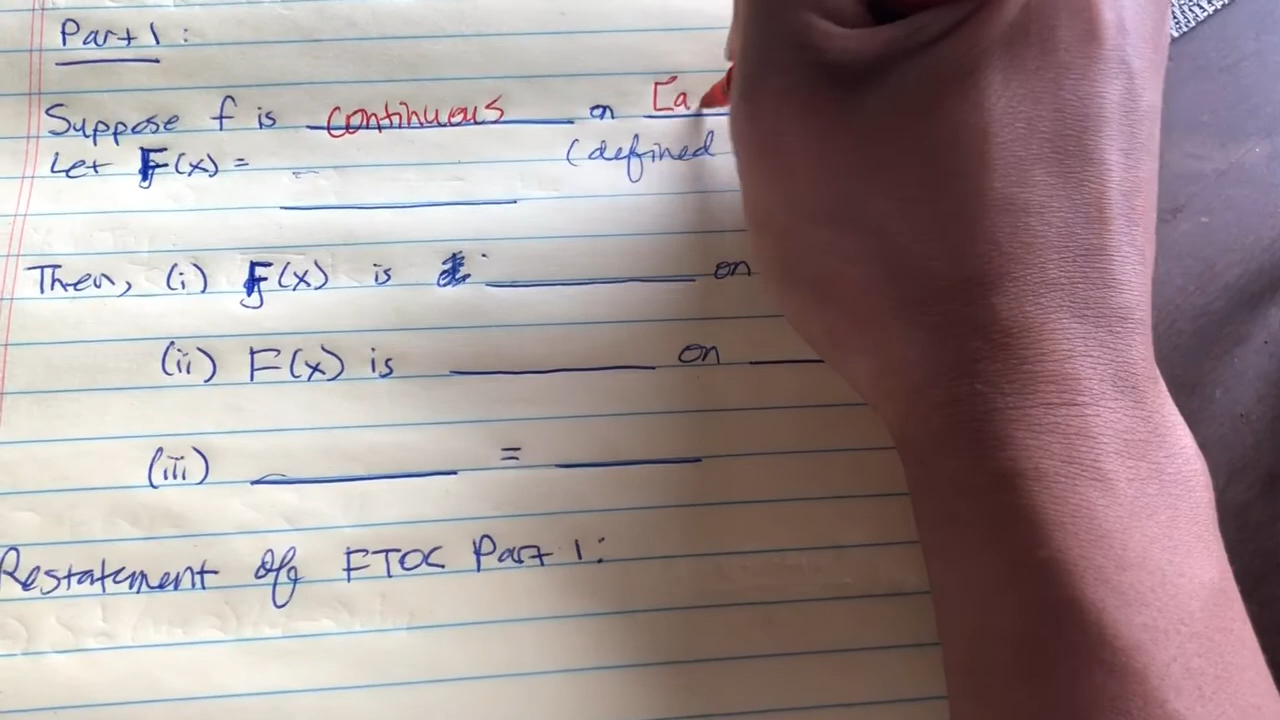 Part 1:
Suppose f is continuous on [a
Let F(x) = (defined
Then, (i) F(x) is on
(ii) F(x) is on
(iii) =
Restatement of FTOC Part 1: